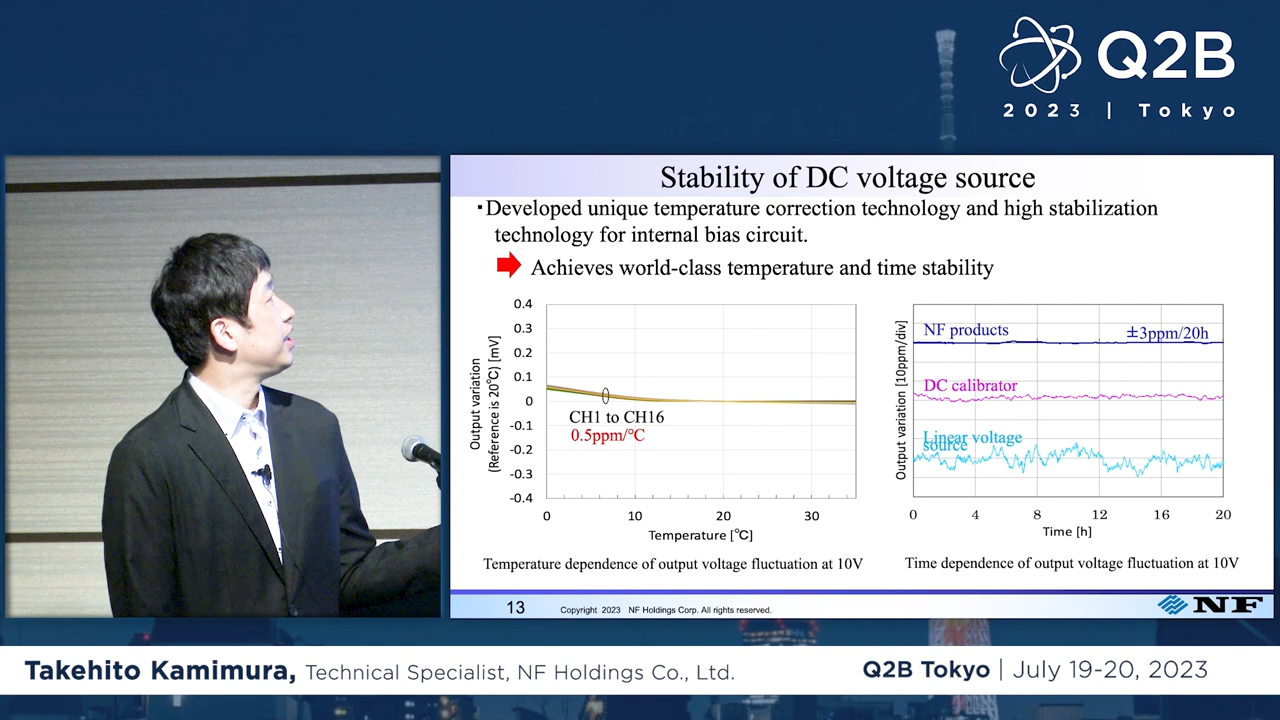 Q2B
2023 | Tokyo
Stability of DC voltage source
・Developed unique temperature correction technology and high stabilization
technology for internal bias circuit.
Achieves world-class temperature and time stability
Output variation
(Reference is 20℃) [mV]
0.4
0.3
0.2
0.1
0
-0.1
-0.2
-0.3
-0.4
CH1 to CH16
0.5ppm/℃
0 10 20 30
Temperature [℃]
Temperature dependence of output voltage fluctuation at 10V
Output variation [10ppm/div]
NF products
±3ppm/20h
DC calibrator
Linear voltage
source
0 4 8 12 16 20
Time [h]
Time dependence of output voltage fluctuation at 10V
13
Copyright 2023 NF Holdings Corp. All rights reserved.
NF
Takehito Kamimura, Technical Specialist, NF Holdings Co., Ltd.
Q2B Tokyo | July 19-20, 2023